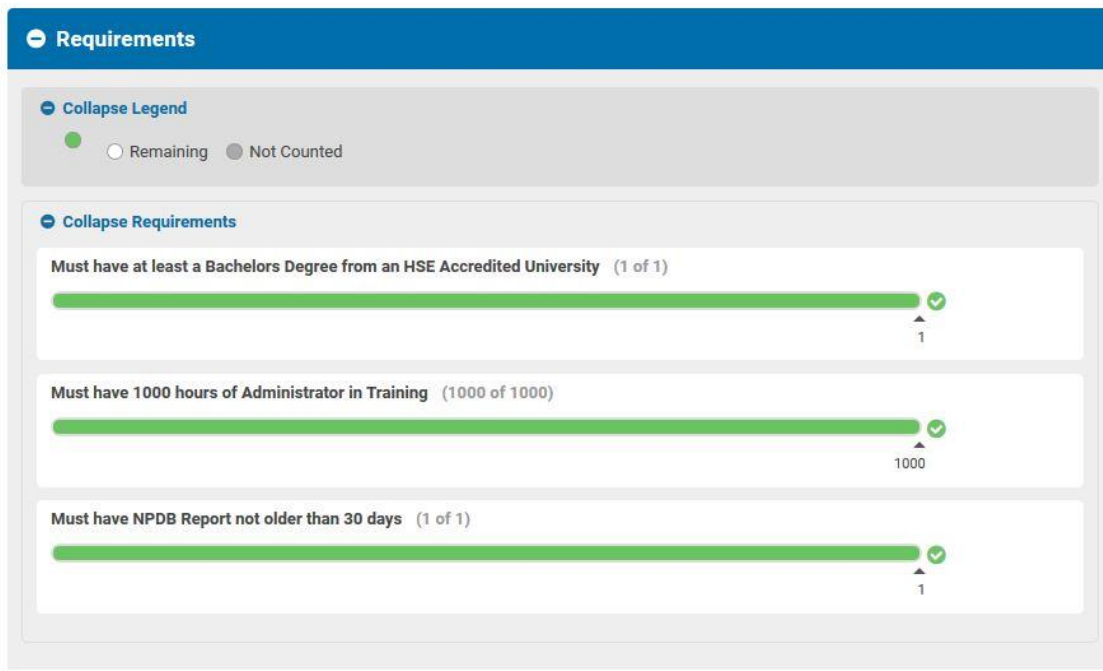 Requirements
Collapse Legend
Remaining Not Counted
Collapse Requirements
Must have at least a Bachelors Degree from an HSE Accredited University (1 of 1)
1
Must have 1000 hours of Administrator in Training (1000 of 1000)
1000
Must have NPDB Report not older than 30 days (1 of 1)
1